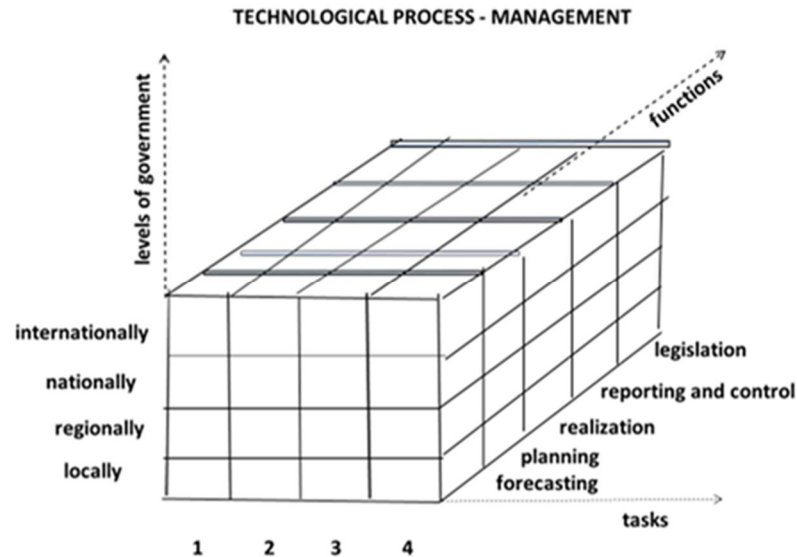 TECHNOLOGICAL PROCESS - MANAGEMENT
levels of government
functions
internationally
nationally
regionally
locally
legislation
reporting and control
realization
planning
forecasting
tasks
1 2 3 4